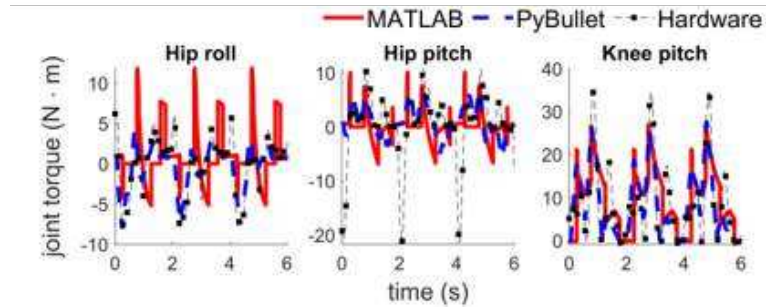 MATLAB PyBullet Hardware
Hip roll Hip pitch Knee pitch
joint torque (N · m)
10
5
0
-5
-10
0 2 4 6
10
0
-10
-20
0 2 4 6
40
30
20
10
0
0 2 4 6
time (s)